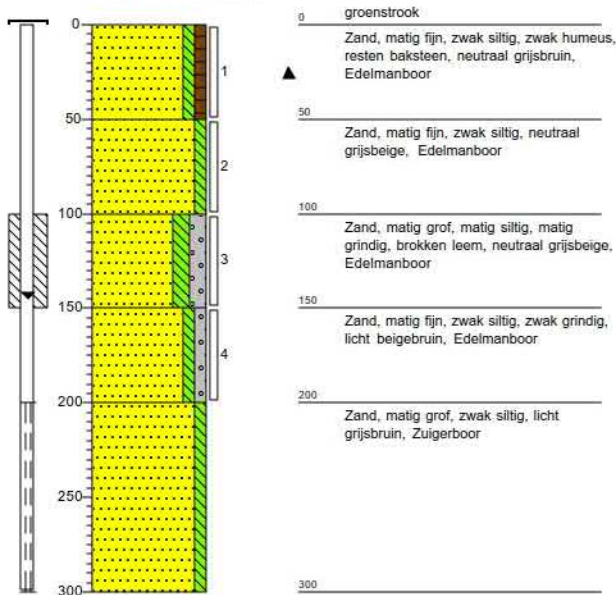 groenstrook
0
0
Zand, matig fijn, zwak siltig, zwak humeus,
resten baksteen, neutraal grijsbruin,
Edelmanboor
1
50
50
Zand, matig fijn, zwak siltig, neutraal
grijsbeige, Edelmanboor
2
100
100
Zand, matig grof, matig siltig, matig
grindig, brokken leem, neutraal grijsbeige,
Edelmanboor
3
150
150
Zand, matig fijn, zwak siltig, zwak grindig,
licht beigebruin, Edelmanboor
4
200
200
Zand, matig grof, zwak siltig, licht
grijsbruin, Zuigerboor
250
300
300